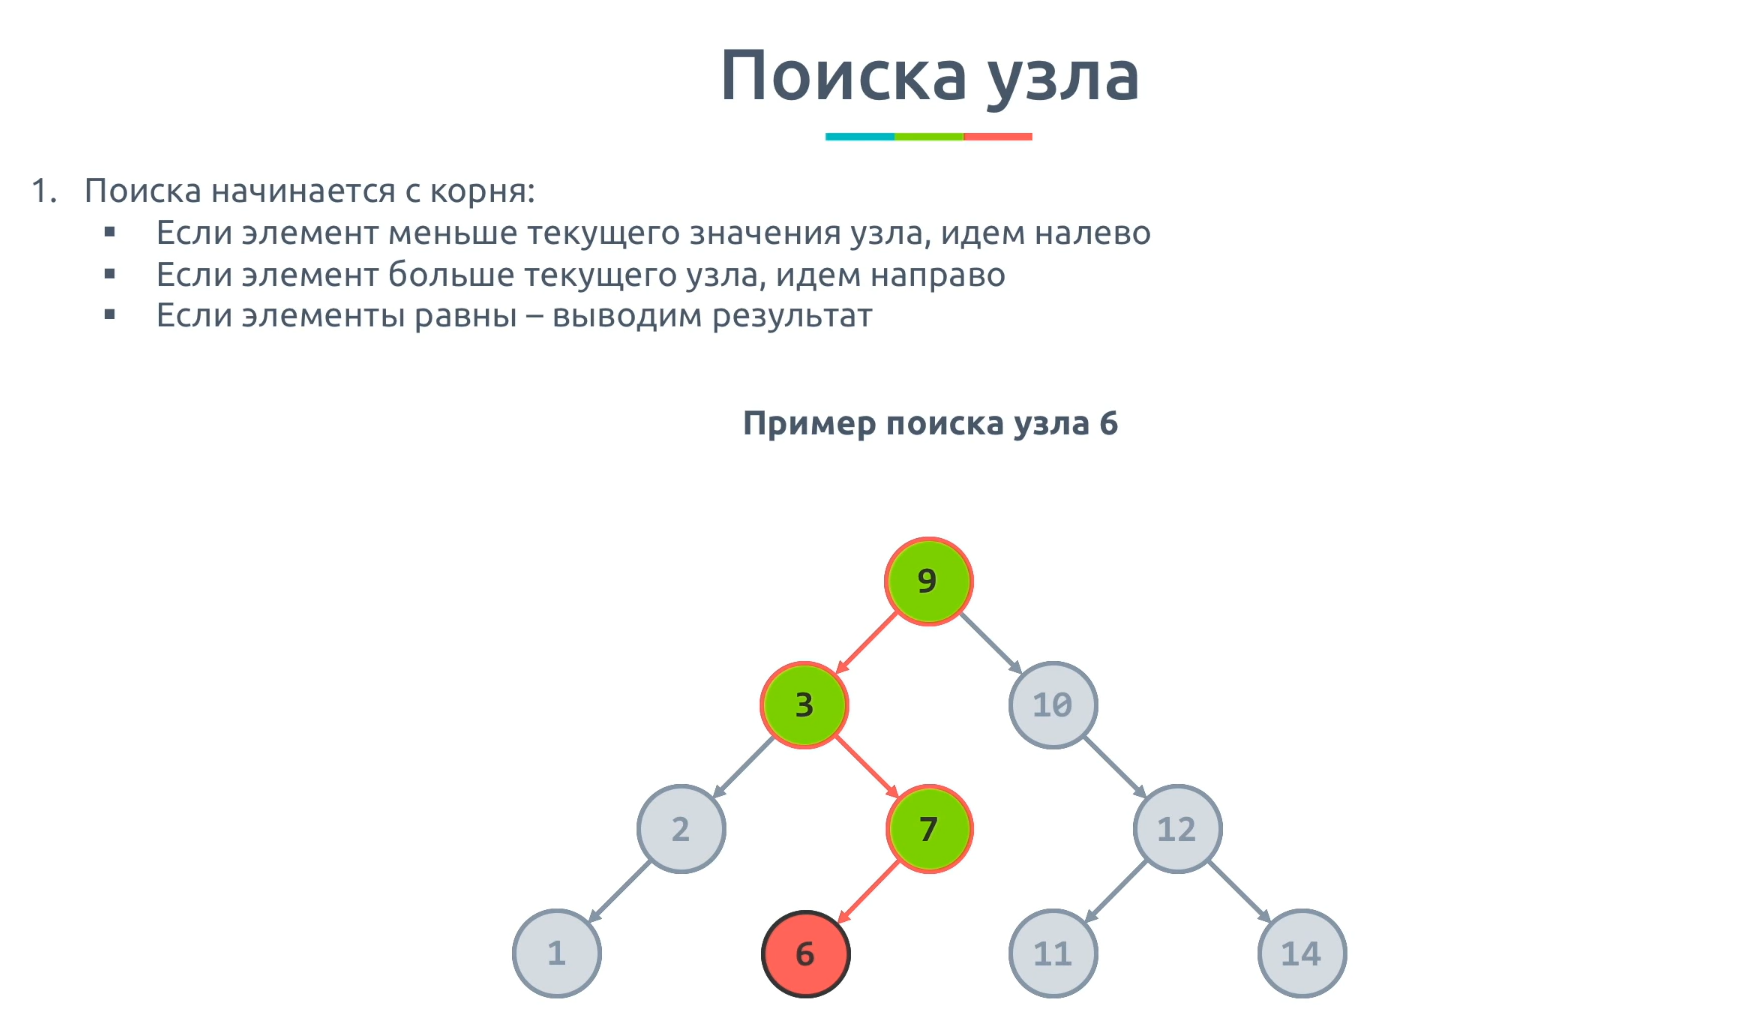 Поиска узла
1. Поиска начинается с корня:
▪ Если элемент меньше текущего значения узла, идем налево
▪ Если элемент больше текущего узла, идем направо
▪ Если элементы равны – выводим результат
Пример поиска узла 6
9
3 10
2 7 12
1 6 11 14